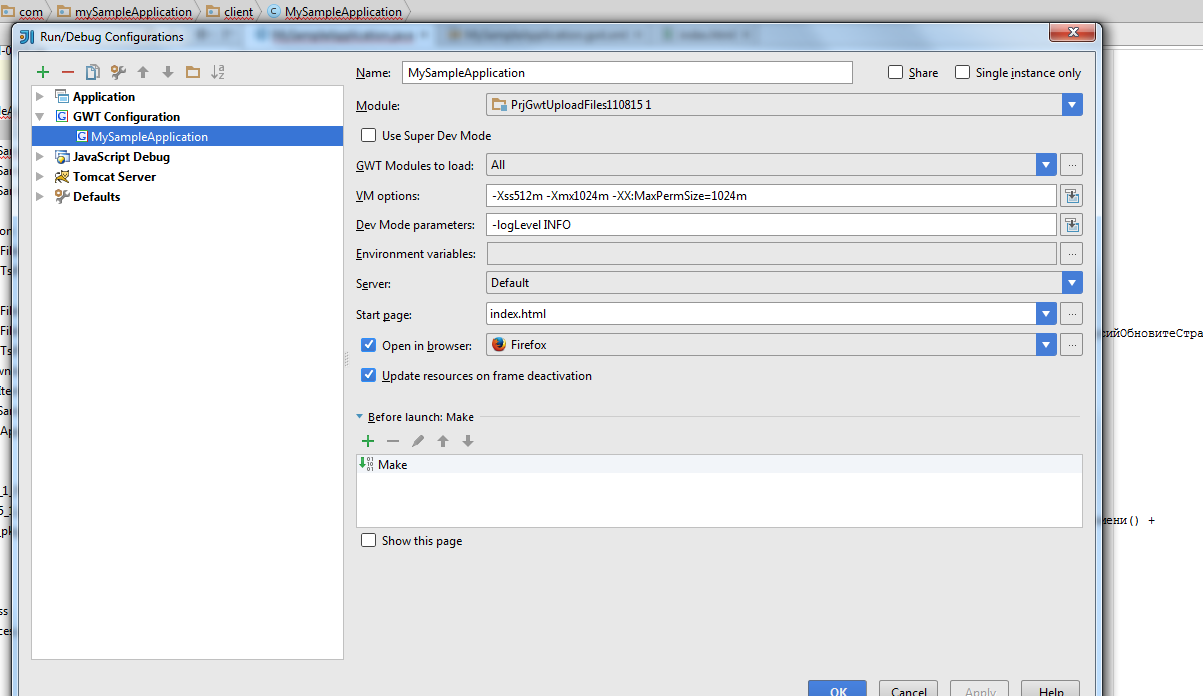 com mySampleApplication client MySampleApplication
Run/Debug Configurations
Name: MySampleApplication Share Single instance only
Application
Module: PrjGwtUploadFiles110815 1
GWT Configuration
Use Super Dev Mode
MySampleApplication
JavaScript Debug
GWT Modules to load: All ...
Tomcat Server
VM options: -Xss512m -Xmx1024m -XX:MaxPermSize=1024m
Defaults
Dev Mode parameters: -logLevel INFO
Environment variables: ...
Server: Default
Start page: index.html ...
Open in browser: Firefox ...
Update resources on frame deactivation
Before launch: Make
Make
Show this page
OK Cancel Apply Help
ени() +